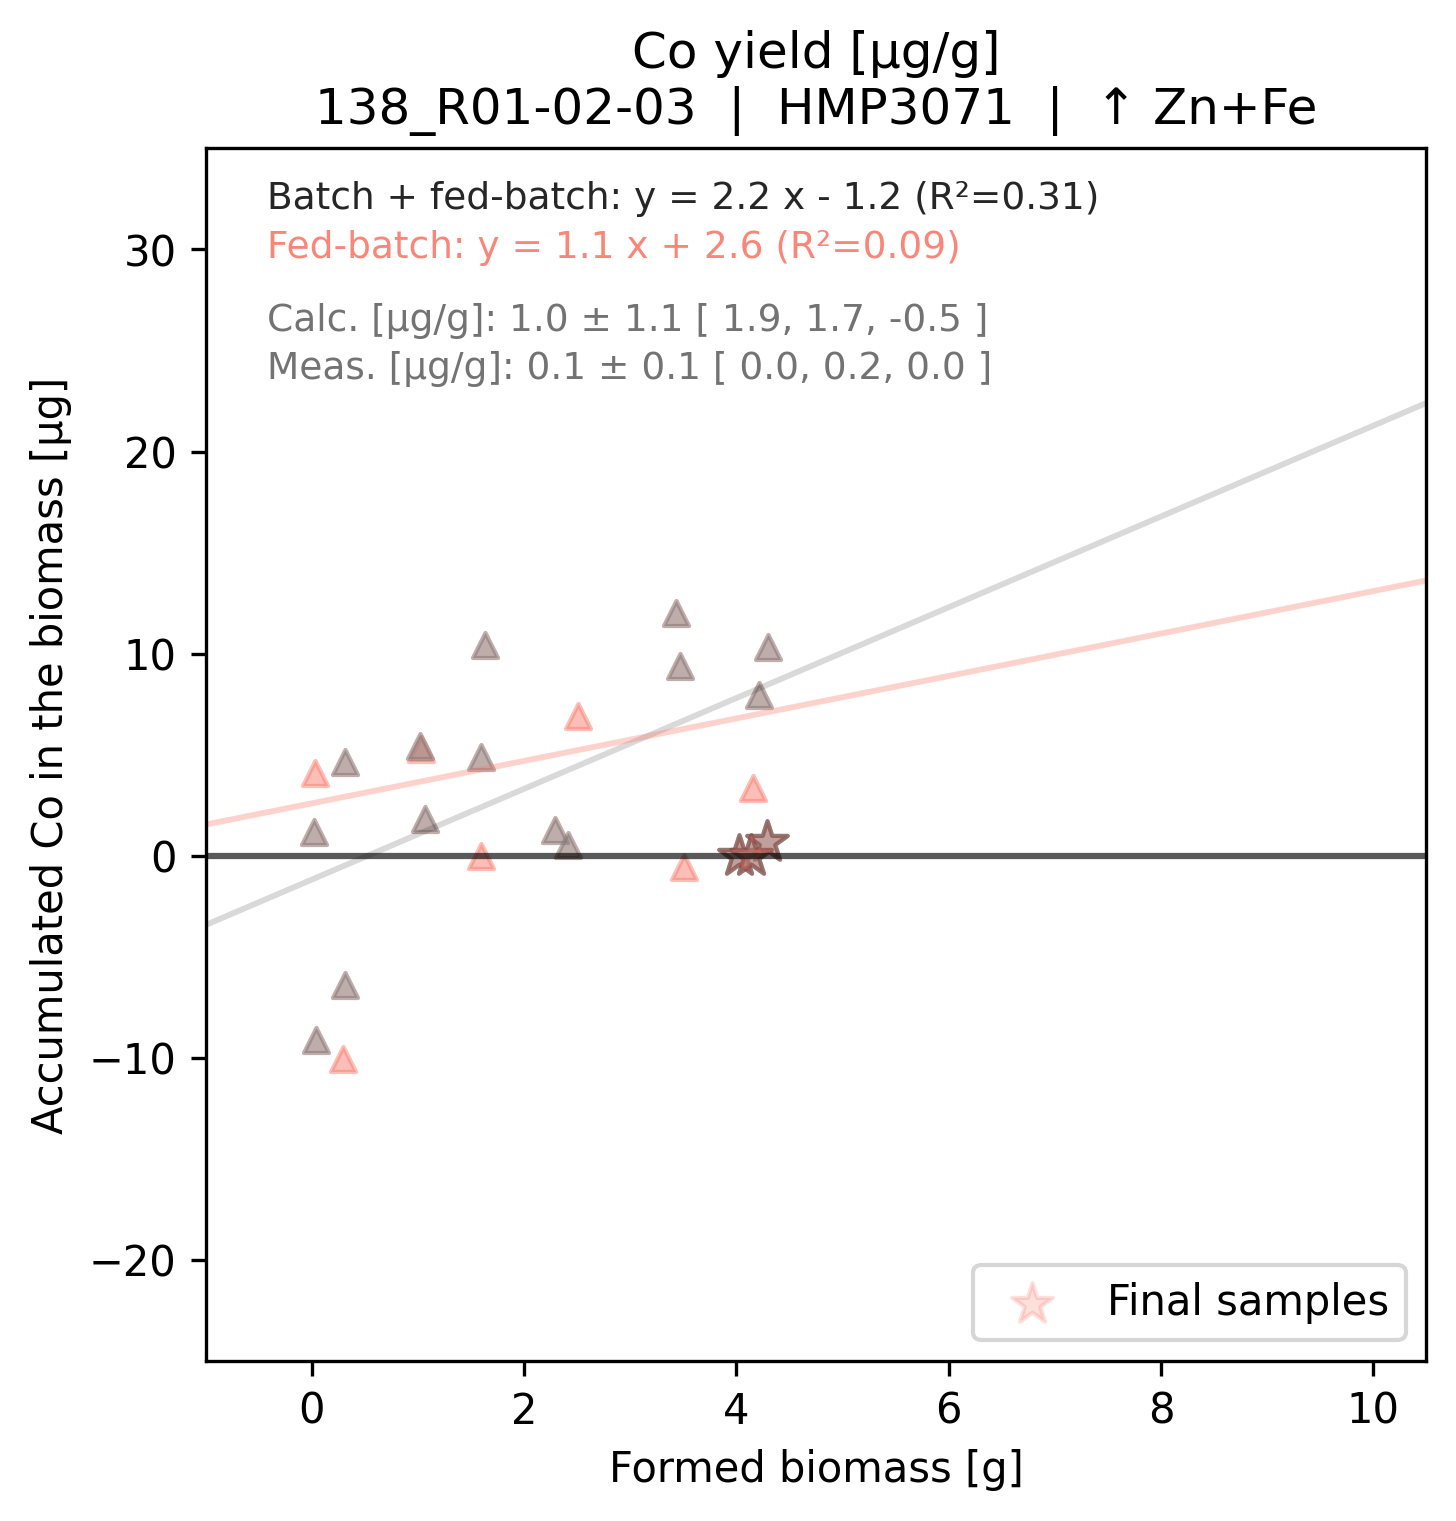 Co yield [µg/g]
138_R01-02-03 | HMP3071 | ↑ Zn+Fe
Batch + fed-batch: y = 2.2 x - 1.2 (R²=0.31)
Fed-batch: y = 1.1 x + 2.6 (R²=0.09)
Calc. [µg/g]: 1.0 ± 1.1 [ 1.9, 1.7, -0.5 ]
Meas. [µg/g]: 0.1 ± 0.1 [ 0.0, 0.2, 0.0 ]
Accumulated Co in the biomass [µg]
30
20
10
0
−10
−20
Final samples
0 2 4 6 8 10
Formed biomass [g]